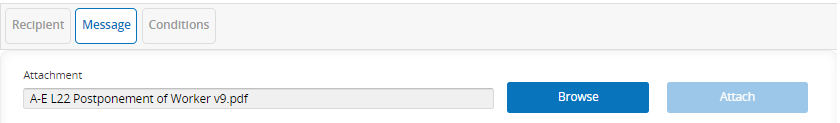 Recipient Message Conditions
Attachment
A-E L22 Postponement of Worker v9.pdf Browse Attach